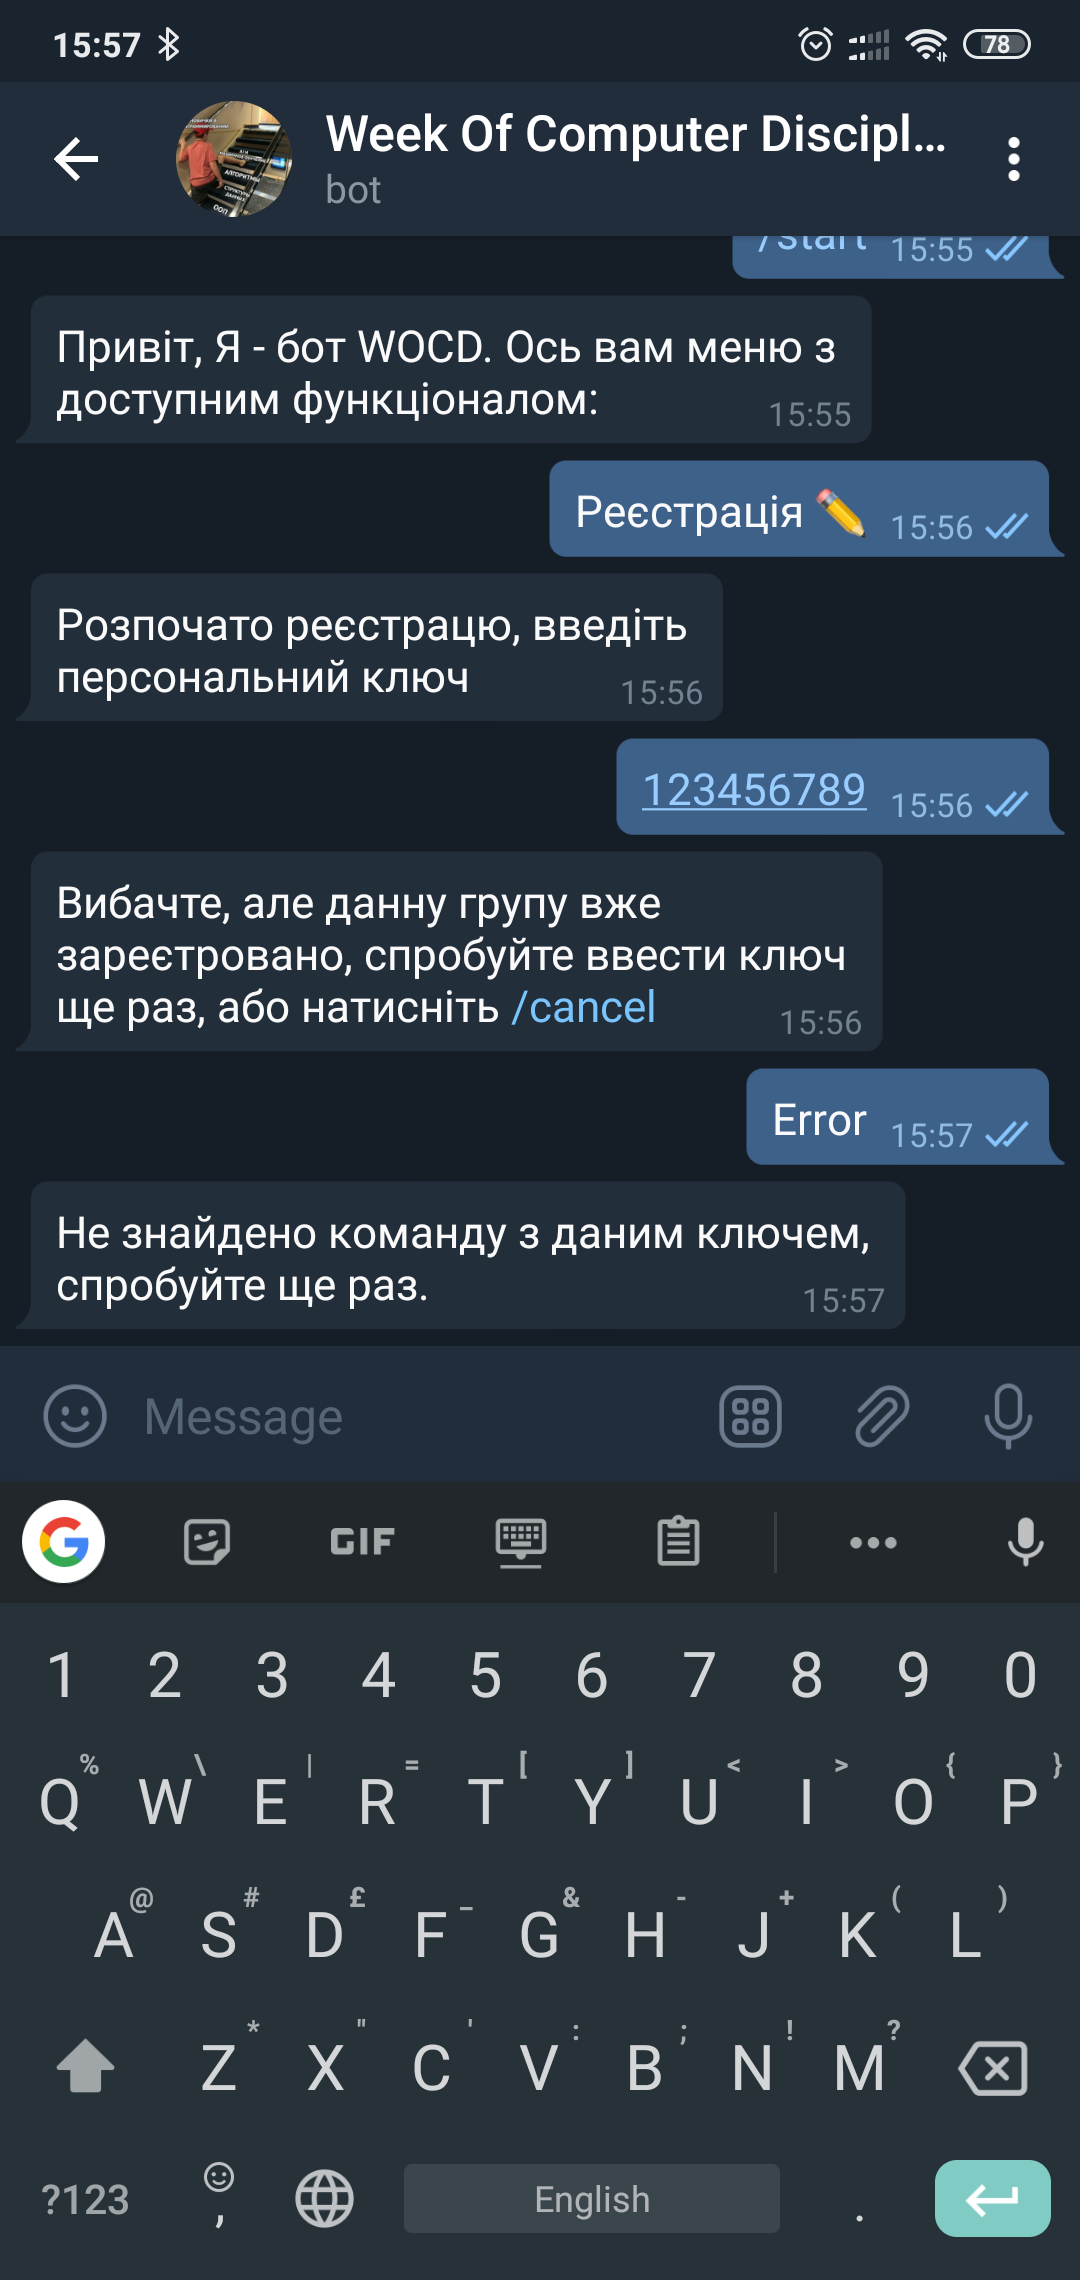 15:57
78
Week Of Computer Discipl...
bot
/start 15:55
Привіт, Я - бот WOCD. Ось вам меню з
доступним функціоналом:
15:55
Реєстрація ✏️ 15:56
Розпочато реєстрацю, введіть
персональний ключ
15:56
123456789 15:56
Вибачте, але данну групу вже
зареєтровано, спробуйте ввести ключ
ще раз, або натисніть /cancel
15:56
Error 15:57
Не знайдено команду з даним ключем,
спробуйте ще раз.
15:57
Message
GIF
1 2 3 4 5 6 7 8 9 0
% \ | = [ ] < > { }
Q W E R T Y U I O P
@ # £ _ & - + ( )
A S D F G H J K L
* " ' : ; ! ?
Z X C V B N M
?123 , English .